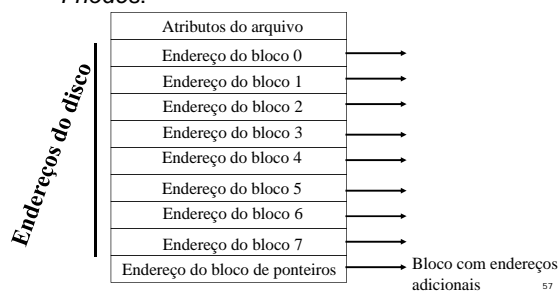 I-nodes:
Atributos do arquivo
Endereço do bloco 0
Endereço do bloco 1
Endereço do bloco 2
Endereço do bloco 3
Endereço do bloco 4
Endereço do bloco 5
Endereço do bloco 6
Endereço do bloco 7
Endereço do bloco de ponteiros
Endereços do disco
Bloco com endereços
adicionais
57